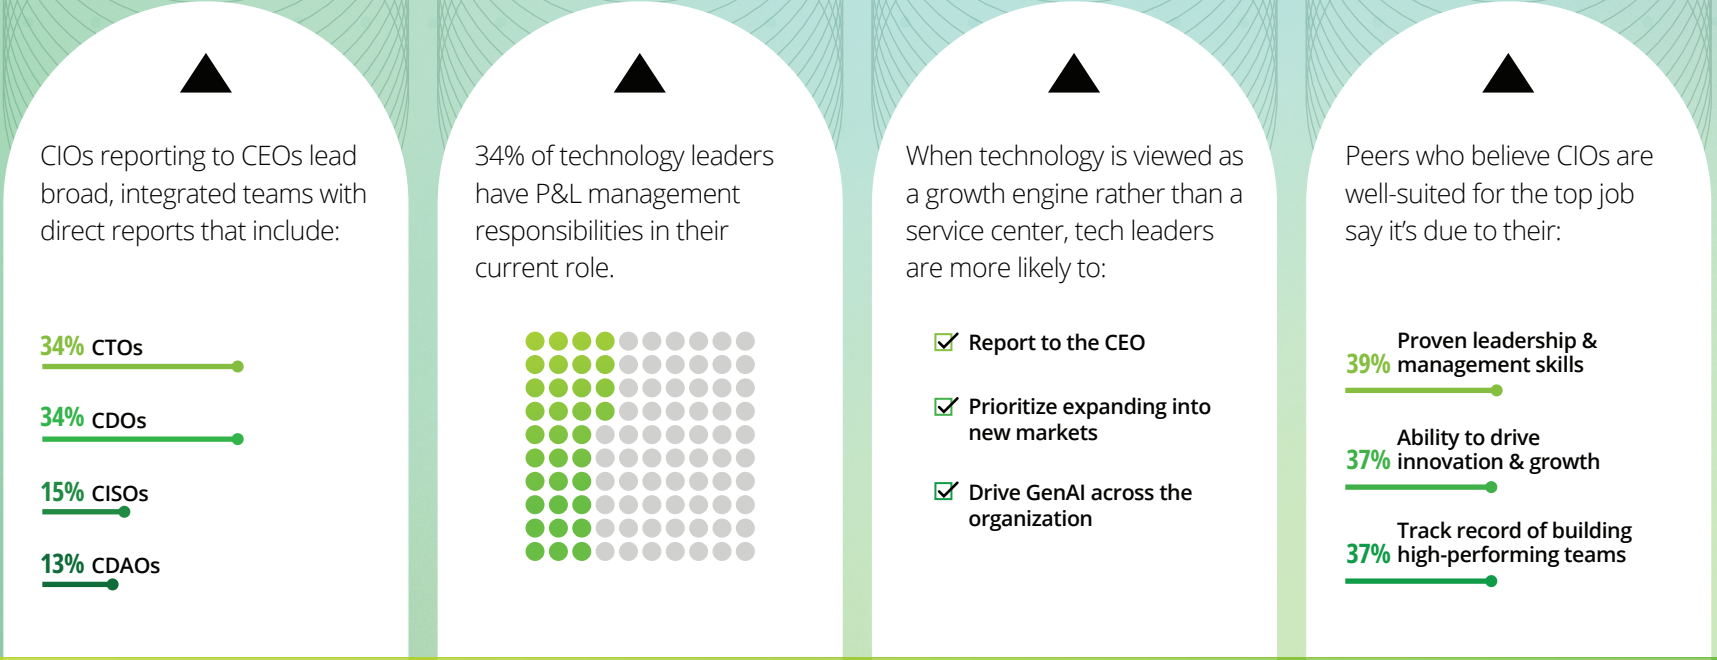 CIOs reporting to CEOs lead
broad, integrated teams with
direct reports that include:
34% CTOs
34% CDOs
15% CISOs
13% CDAOs
34% of technology leaders
have P&L management
responsibilities in their
current role.
When technology is viewed as
a growth engine rather than a
service center, tech leaders
are more likely to:
Report to the CEO
Prioritize expanding into
new markets
Drive GenAI across the
organization
Peers who believe CIOs are
well-suited for the top job
say it’s due to their:
Proven leadership &
39% management skills
Ability to drive
37% innovation & growth
Track record of building
37% high-performing teams